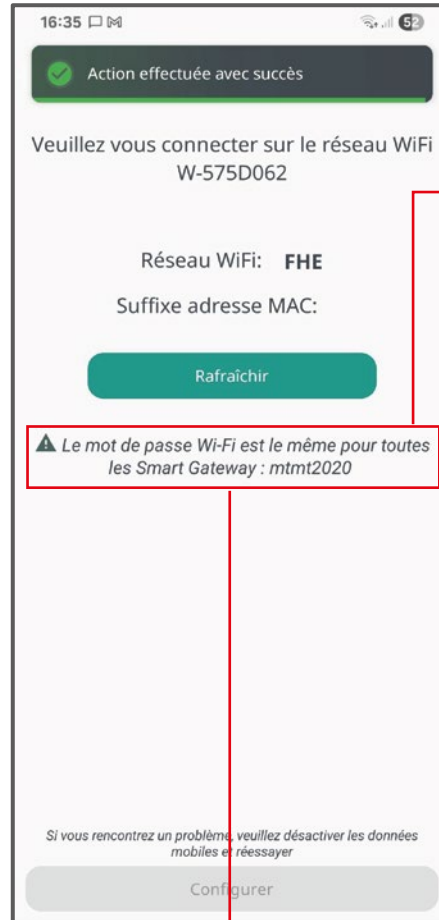 16:35
52
Action effectuée avec succès
Veuillez vous connecter sur le réseau WiFi
W-575D062
Réseau WiFi: FHE
Suffixe adresse MAC:
Rafraîchir
Le mot de passe Wi-Fi est le même pour toutes
les Smart Gateway : mtmt2020
Si vous rencontrez un problème, veuillez désactiver les données
mobiles et réessayer
Configurer